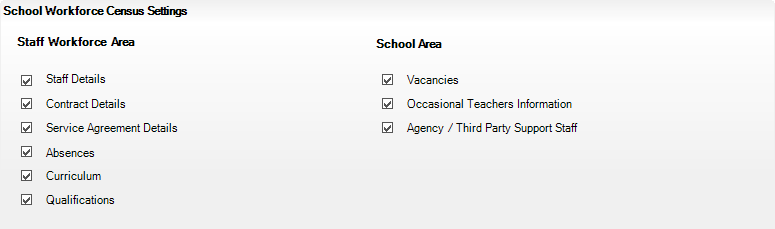 School Workforce Census Settings
Staff Workforce Area
Staff Details
Contract Details
Service Agreement Details
Absences
Curriculum
Qualifications
School Area
Vacancies
Occasional Teachers Information
Agency / Third Party Support Staff